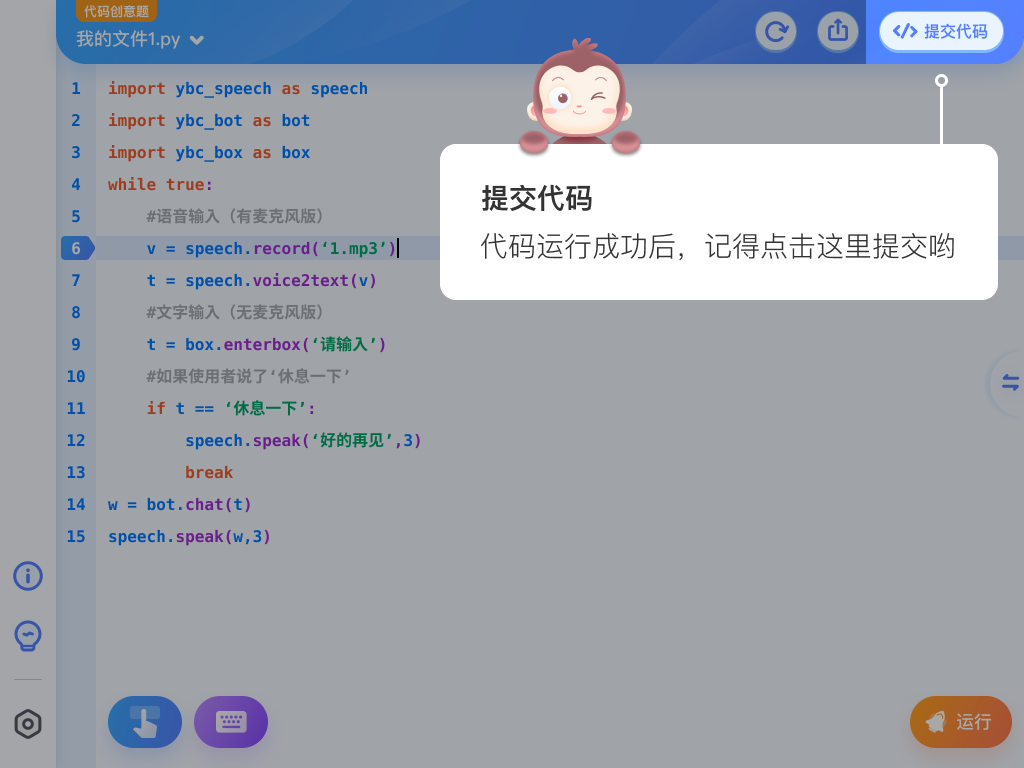 代码创意题
我的文件1.py
</> 提交代码
提交代码
代码运行成功后，记得点击这里提交哟
1 import ybc_speech as speech
2 import ybc_bot as bot
3 import ybc_box as box
4 while true:
5     #语音输入（有麦克风版）
6     v = speech.record(‘1.mp3’)
7     t = speech.voice2text(v)
8     #文字输入（无麦克风版）
9     t = box.enterbox(‘请输入’)
10     #如果使用者说了‘休息一下’
11     if t == ‘休息一下’:
12         speech.speak(‘好的再见’,3)
13         break
14 w = bot.chat(t)
15 speech.speak(w,3)
运行